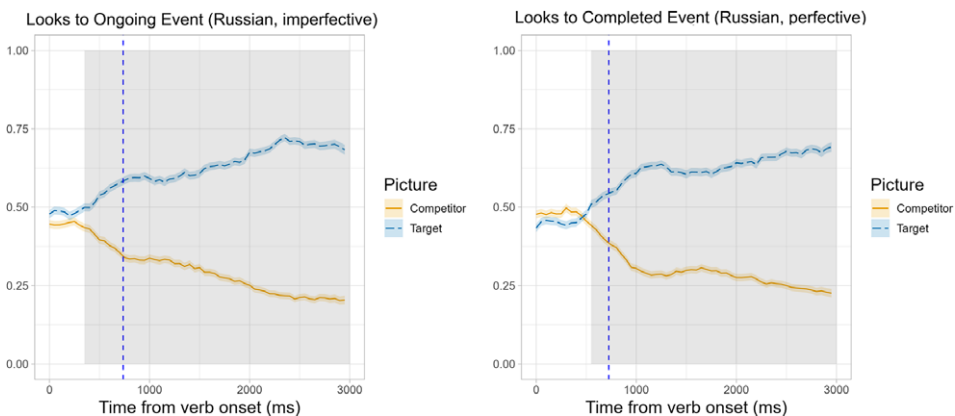 Looks to Ongoing Event (Russian, imperfective)
1.00
0.75
0.50
0.25
0.00
0
1000
2000
3000
Time from verb onset (ms)
Picture
Competitor
Target
Looks to Completed Event (Russian, perfective)
1.00
0.75
0.50
0.25
0.00
0
1000
2000
3000
Time from verb onset (ms)
Picture
Competitor
Target